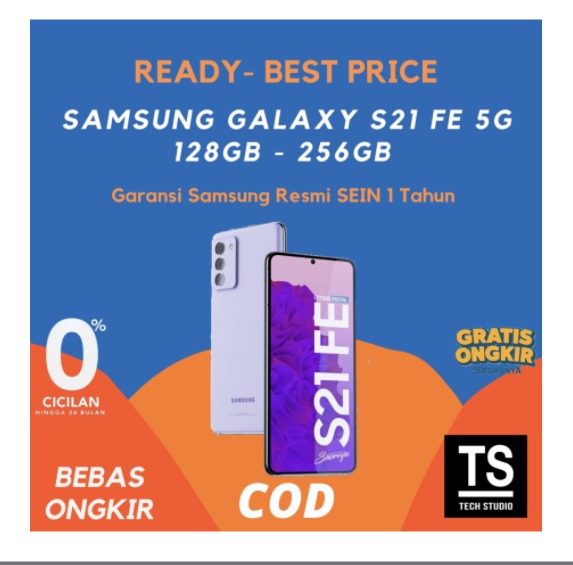 READY- BEST PRICE
SAMSUNG GALAXY S21 FE 5G
128GB - 256GB
Garansi Samsung Resmi SEIN 1 Tahun
SAMSUNG
S21 FE
0%
CICILAN
HINGGA 24 BULAN
GRATIS
ONGKIR
SEPUASNYA
BEBAS
ONGKIR
COD
TS
TECH STUDIO